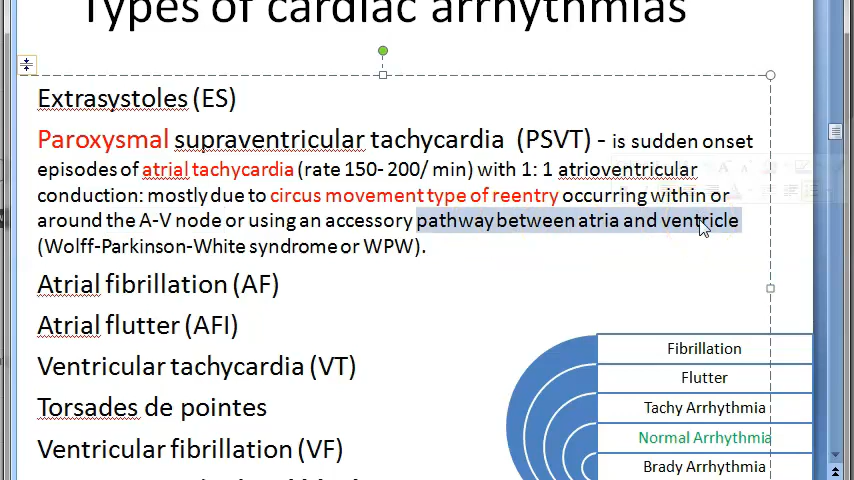 Types of cardiac arrhythmias
Extrasystoles (ES)
Paroxysmal supraventricular tachycardia (PSVT) - is sudden onset
episodes of atrial tachycardia (rate 150- 200/ min) with 1: 1 atrioventricular
conduction: mostly due to circus movement type of reentry occurring within or
around the A-V node or using an accessory pathway between atria and ventricle
(Wolff-Parkinson-White syndrome or WPW).
Atrial fibrillation (AF)
Atrial flutter (AFI)
Ventricular tachycardia (VT)
Torsades de pointes
Ventricular fibrillation (VF)
Fibrillation
Flutter
Tachy Arrhythmia
Normal Arrhythmia
Brady Arrhythmia